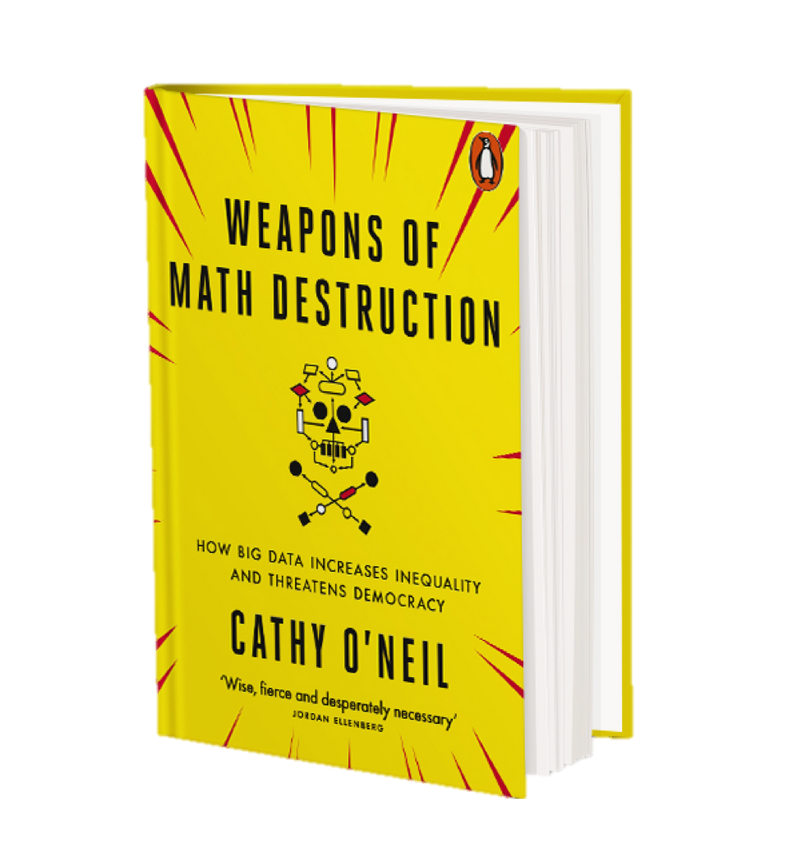 WEAPONS OF
MATH DESTRUCTION
HOW BIG DATA INCREASES INEQUALITY
AND THREATENS DEMOCRACY
CATHY O'NEIL
'Wise, fierce and desperately necessary'
JORDAN ELLENBERG